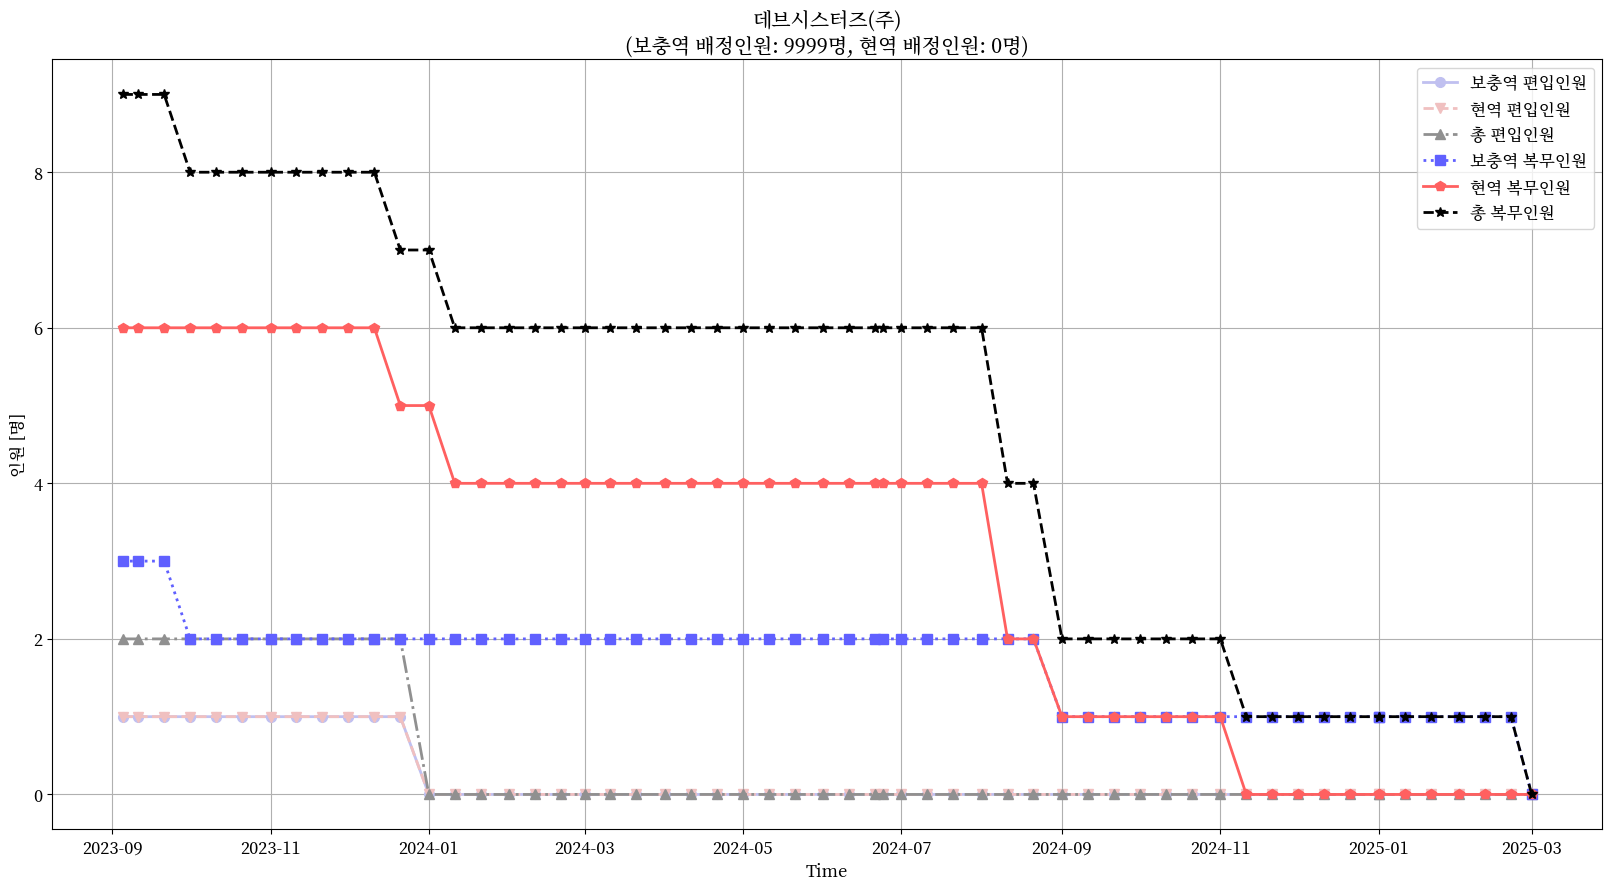 데브시스터즈(주)
(보충역 배정인원: 9999명, 현역 배정인원: 0명)
보충역 편입인원
현역 편입인원
총 편입인원
보충역 복무인원
현역 복무인원
총 복무인원
인원 [명]
8
6
4
2
0
2023-09 2023-11 2024-01 2024-03 2024-05 2024-07 2024-09 2024-11 2025-01 2025-03
Time